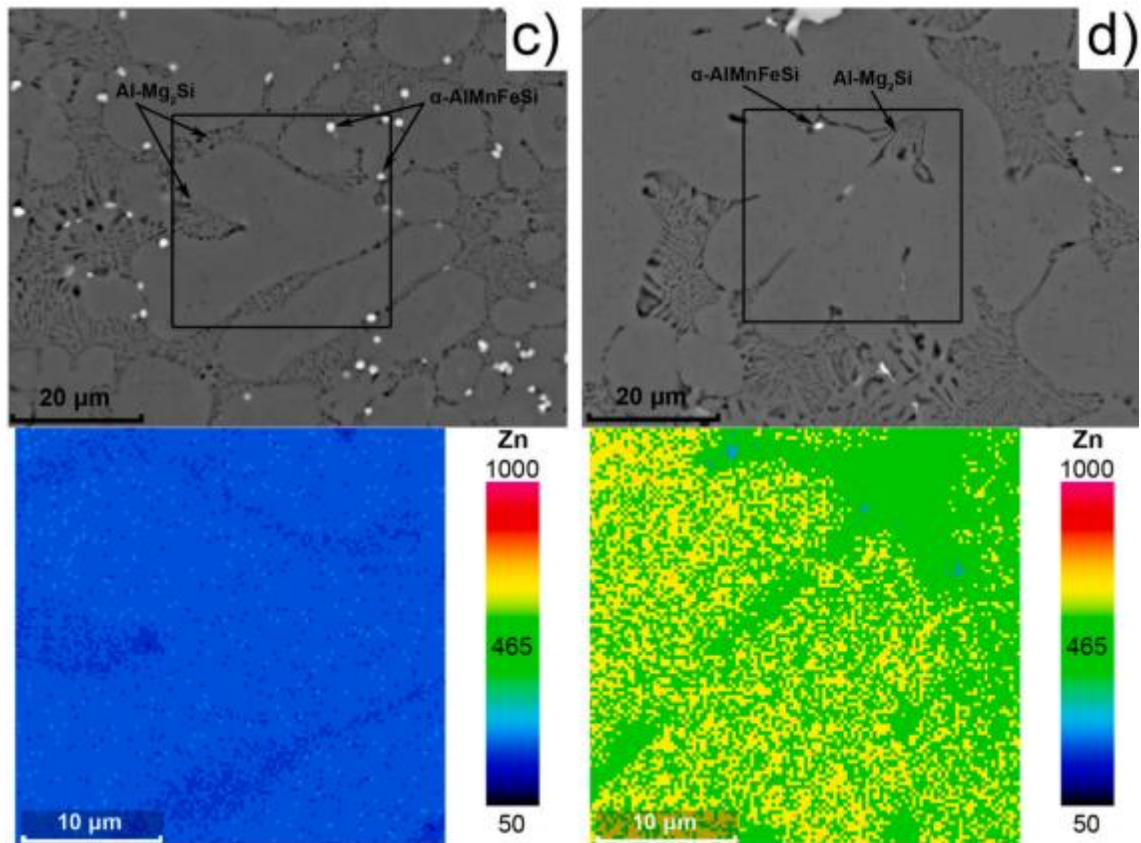 c)
Al-Mg₂Si
α-AlMnFeSi
20 μm
d)
α-AlMnFeSi
Al-Mg₂Si
20 μm
Zn
1000
465
50
10 μm
Zn
1000
465
50
10 μm